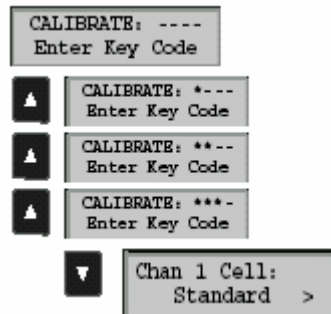 CALIBRATE: ----
Enter Key Code
CALIBRATE: *---
Enter Key Code
CALIBRATE: **--
Enter Key Code
CALIBRATE: ***-
Enter Key Code
Chan 1 Cell:
Standard >